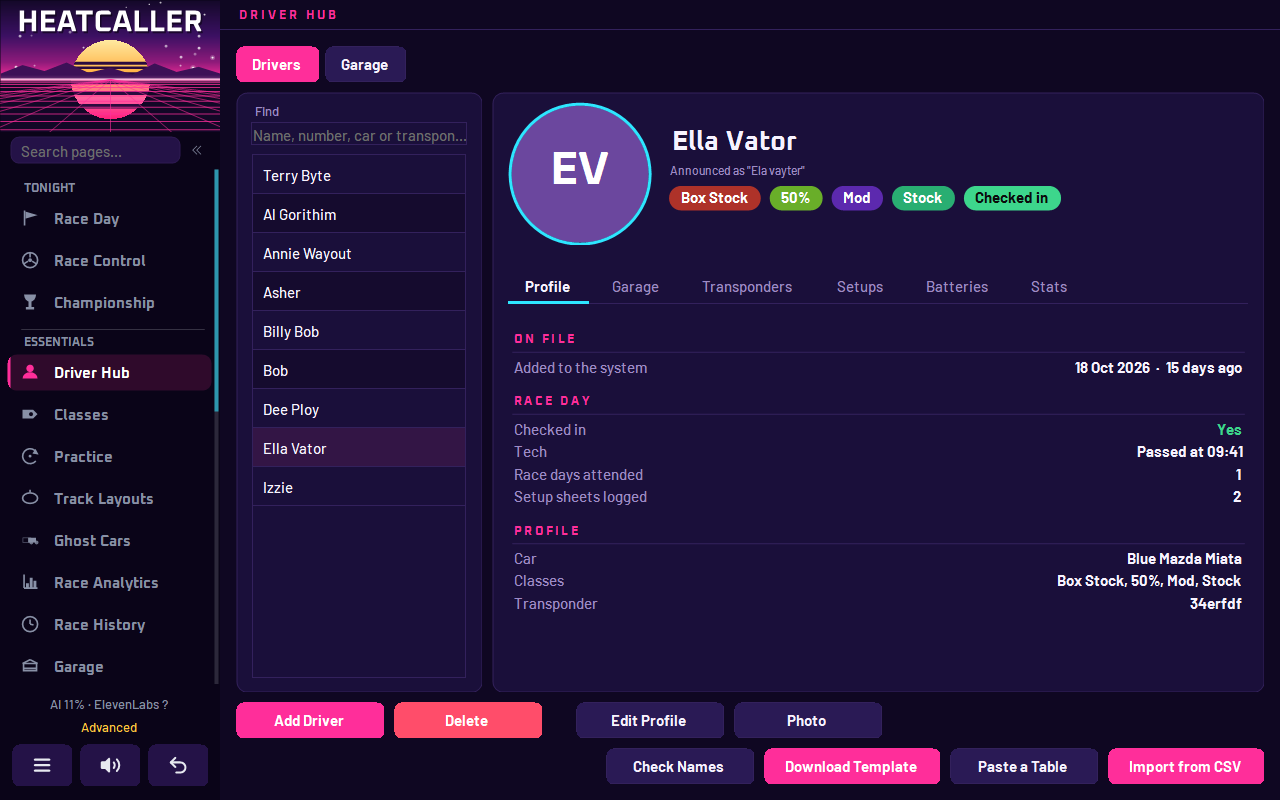 HEATCALLER
DRIVER HUB
Drivers
Garage
Search pages...
TONIGHT
Race Day
Race Control
Championship
ESSENTIALS
Driver Hub
Classes
Practice
Track Layouts
Ghost Cars
Race Analytics
Race History
Garage
AI 11% · ElevenLabs ?
Advanced
Find
Name, number, car or transpon...
Terry Byte
Al Gorithim
Annie Wayout
Asher
Billy Bob
Bob
Dee Ploy
Ella Vator
Izzie
EV
Ella Vator
Announced as "Ela vayter"
Box Stock 50% Mod Stock Checked in
Profile Garage Transponders Setups Batteries Stats
ON FILE
Added to the system 18 Oct 2026 · 15 days ago
RACE DAY
Checked in Yes
Tech Passed at 09:41
Race days attended 1
Setup sheets logged 2
PROFILE
Car Blue Mazda Miata
Classes Box Stock, 50%, Mod, Stock
Transponder 34erfdf
Add Driver Delete Edit Profile Photo
Check Names Download Template Paste a Table Import from CSV